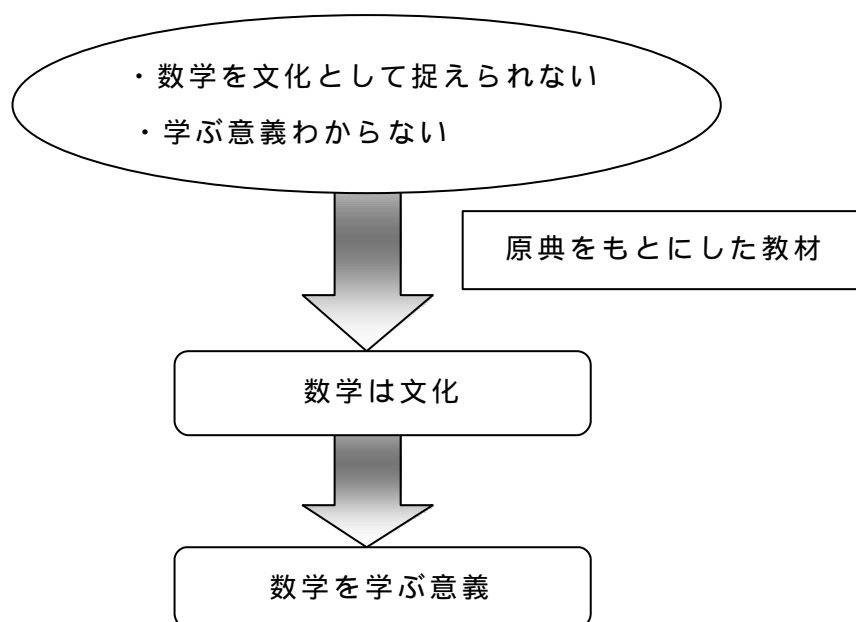 ・数学を文化として捉えられない
・学ぶ意義わからない
原典をもとにした教材
数学は文化
数学を学ぶ意義